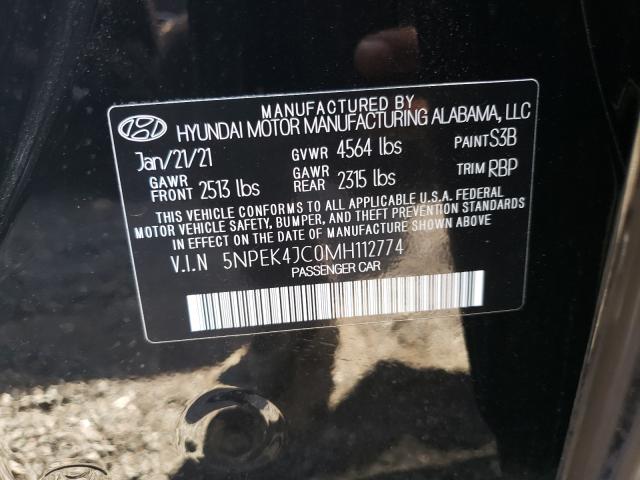 MANUFACTURED BY
HYUNDAI MOTOR MANUFACTURING ALABAMA, LLC
Jan/21/21 GVWR 4564 lbs PAINT S3B
GAWR FRONT 2513 lbs GAWR REAR 2315 lbs TRIM RBP
THIS VEHICLE CONFORMS TO ALL APPLICABLE U.S.A. FEDERAL
MOTOR VEHICLE SAFETY, BUMPER, AND THEFT PREVENTION STANDARDS
IN EFFECT ON THE DATE OF MANUFACTURE SHOWN ABOVE.
V.I.N 5NPEK4JC0MH112774
PASSENGER CAR